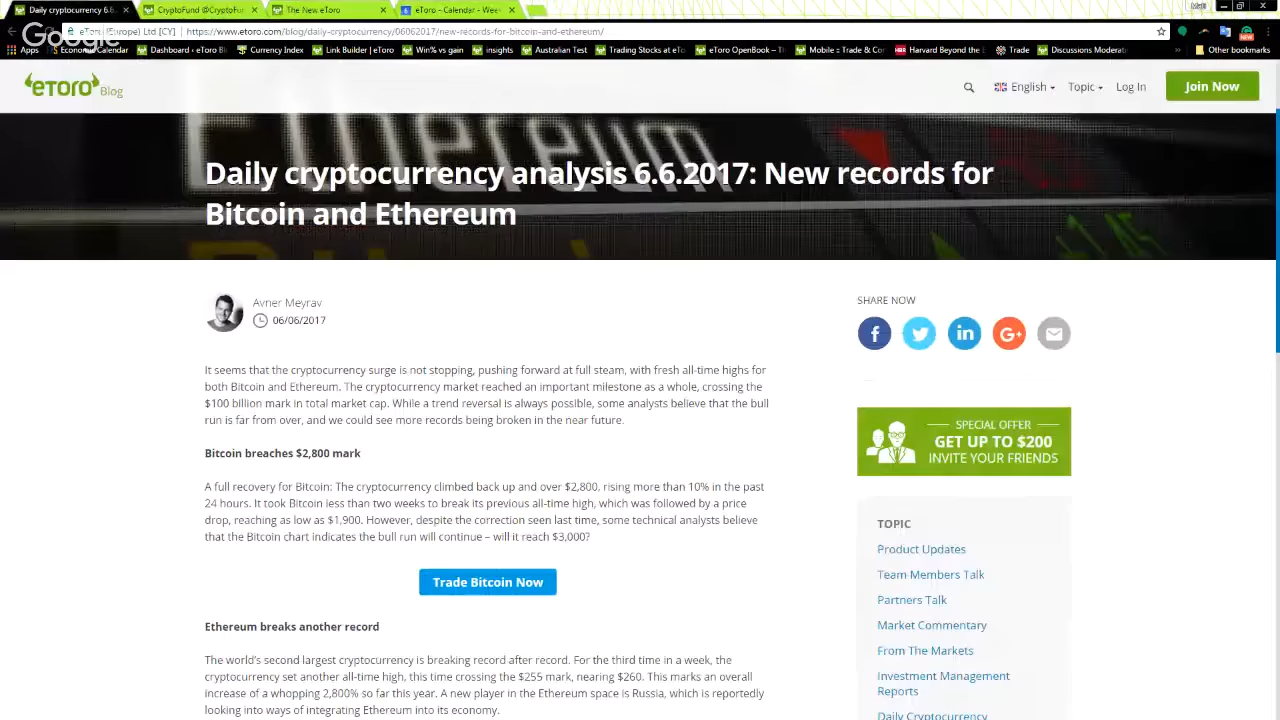 Daily cryptocurrency 6.6.
CryptoFund @CryptoFun
The New eToro
eToro – Calendar - Week
Matt
Google
eToro (Europe) Ltd [CY]
https://www.etoro.com/blog/daily-cryptocurrency/06062017/new-records-for-bitcoin-and-ethereum/
Apps
Economic Calendar
Dashboard ‹ eToro Bl
Currency Index
Link Builder | eToro
Win% vs gain
insights
Australian Test
Trading Stocks at eTo
eToro OpenBook – T
Mobile :: Trade & Cor
Harvard Beyond the
Trade
Discussions Moderat
»
Other bookmarks
eToro Blog
English
Topic
Log In
Join Now
Ethereum
Daily cryptocurrency analysis 6.6.2017: New records for
Bitcoin and Ethereum
Avner Meyrav
06/06/2017
It seems that the cryptocurrency surge is not stopping, pushing forward at full steam, with fresh all-time highs for
both Bitcoin and Ethereum. The cryptocurrency market reached an important milestone as a whole, crossing the
$100 billion mark in total market cap. While a trend reversal is always possible, some analysts believe that the bull
run is far from over, and we could see more records being broken in the near future.
Bitcoin breaches $2,800 mark
A full recovery for Bitcoin: The cryptocurrency climbed back up and over $2,800, rising more than 10% in the past
24 hours. It took Bitcoin less than two weeks to break its previous all-time high, which was followed by a price
drop, reaching as low as $1,900. However, despite the correction seen last time, some technical analysts believe
that the Bitcoin chart indicates the bull run will continue – will it reach $3,000?
Trade Bitcoin Now
Ethereum breaks another record
The world's second largest cryptocurrency is breaking record after record. For the third time in a week, the
cryptocurrency set another all-time high, this time crossing the $255 mark, nearing $260. This marks an overall
increase of a whopping 2,800% so far this year. A new player in the Ethereum space is Russia, which is reportedly
looking into ways of integrating Ethereum into its economy.
SHARE NOW
f
in
G+
SPECIAL OFFER
GET UP TO $200
INVITE YOUR FRIENDS
TOPIC
Product Updates
Team Members Talk
Partners Talk
Market Commentary
From The Markets
Investment Management
Reports
Daily Cryptocurrency